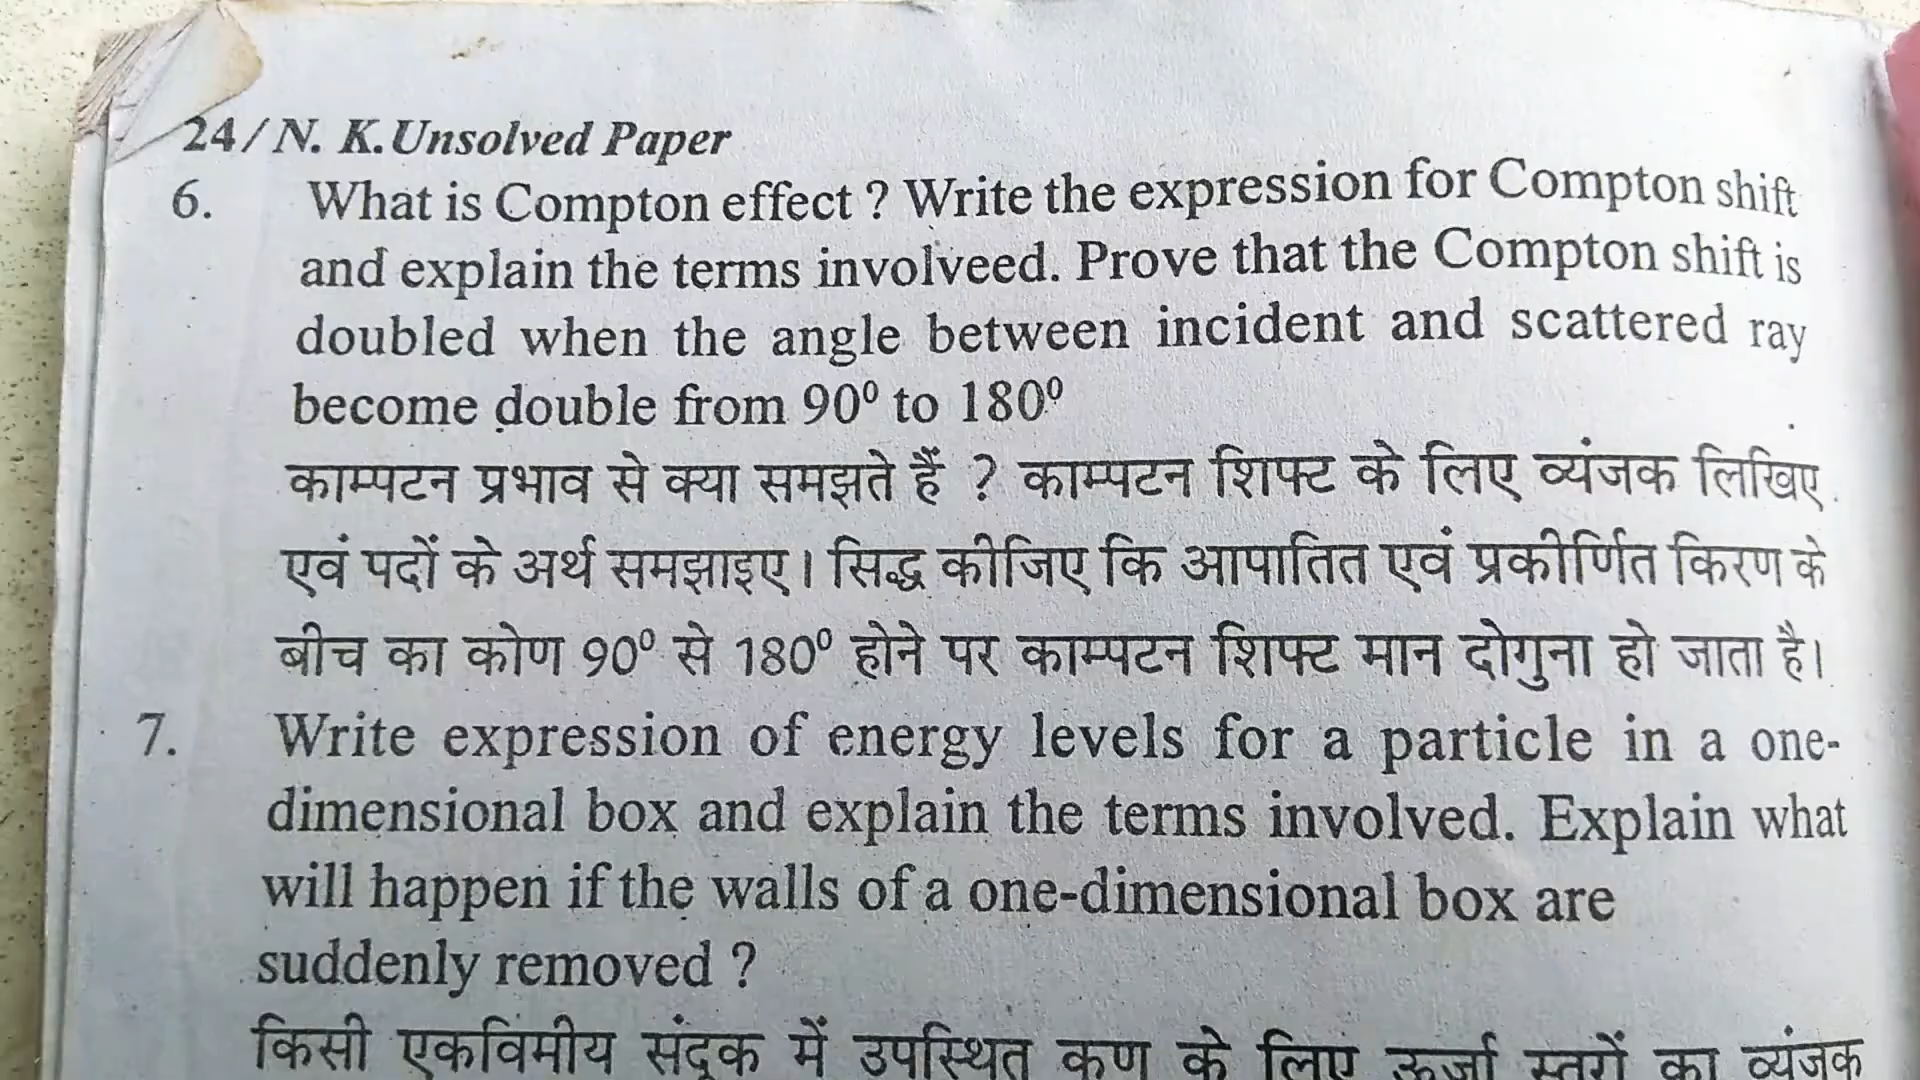 24/N. K. Unsolved Paper
6. What is Compton effect ? Write the expression for Compton shift
and explain the terms involveed. Prove that the Compton shift is
doubled when the angle between incident and scattered ray
become double from 90⁰ to 180⁰
काम्पटन प्रभाव से क्या समझते हैं ? काम्पटन शिफ्ट के लिए व्यंजक लिखिए
एवं पदों के अर्थ समझाइए। सिद्ध कीजिए कि आपातित एवं प्रकीर्णित किरण के
बीच का कोण 90⁰ से 180⁰ होने पर काम्पटन शिफ्ट मान दोगुना हो जाता है।
7. Write expression of energy levels for a particle in a one-
dimensional box and explain the terms involved. Explain what
will happen if the walls of a one-dimensional box are
suddenly removed ?
किसी एकविमीय संदूक में उपस्थित कण के लिए ऊर्जा स्तरों का व्यंजक